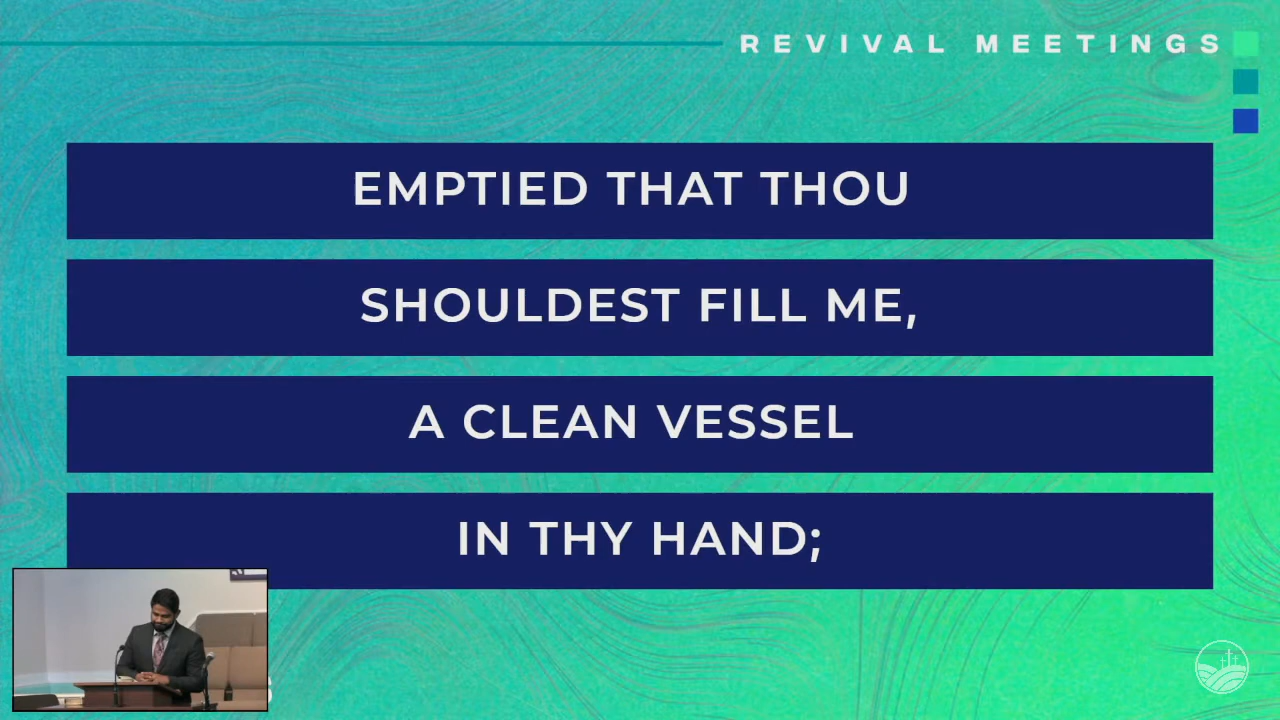 REVIVAL MEETINGS
EMPTIED THAT THOU
SHOULDEST FILL ME,
A CLEAN VESSEL
IN THY HAND;